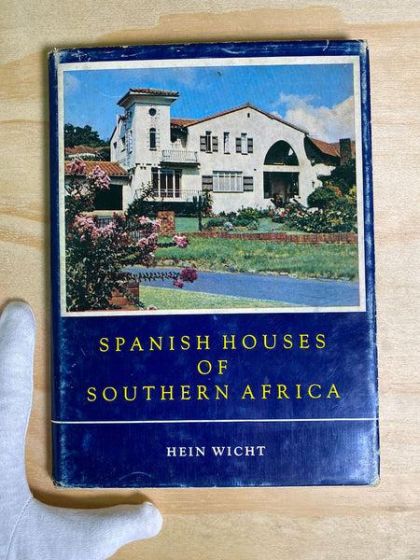 SPANISH HOUSES
OF
SOUTHERN AFRICA
HEIN WICHT